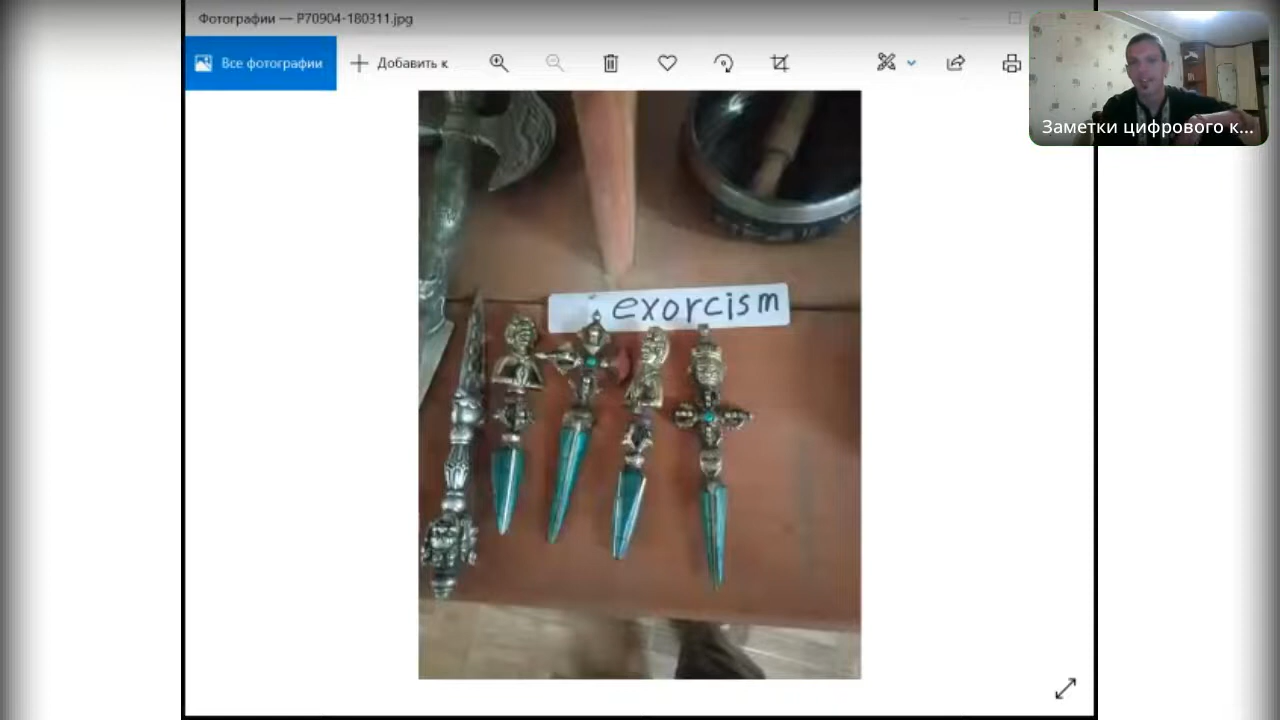 Фотографии — P70904-180311.jpg
Все фотографии
Добавить к
Заметки цифрового к...
exorcism